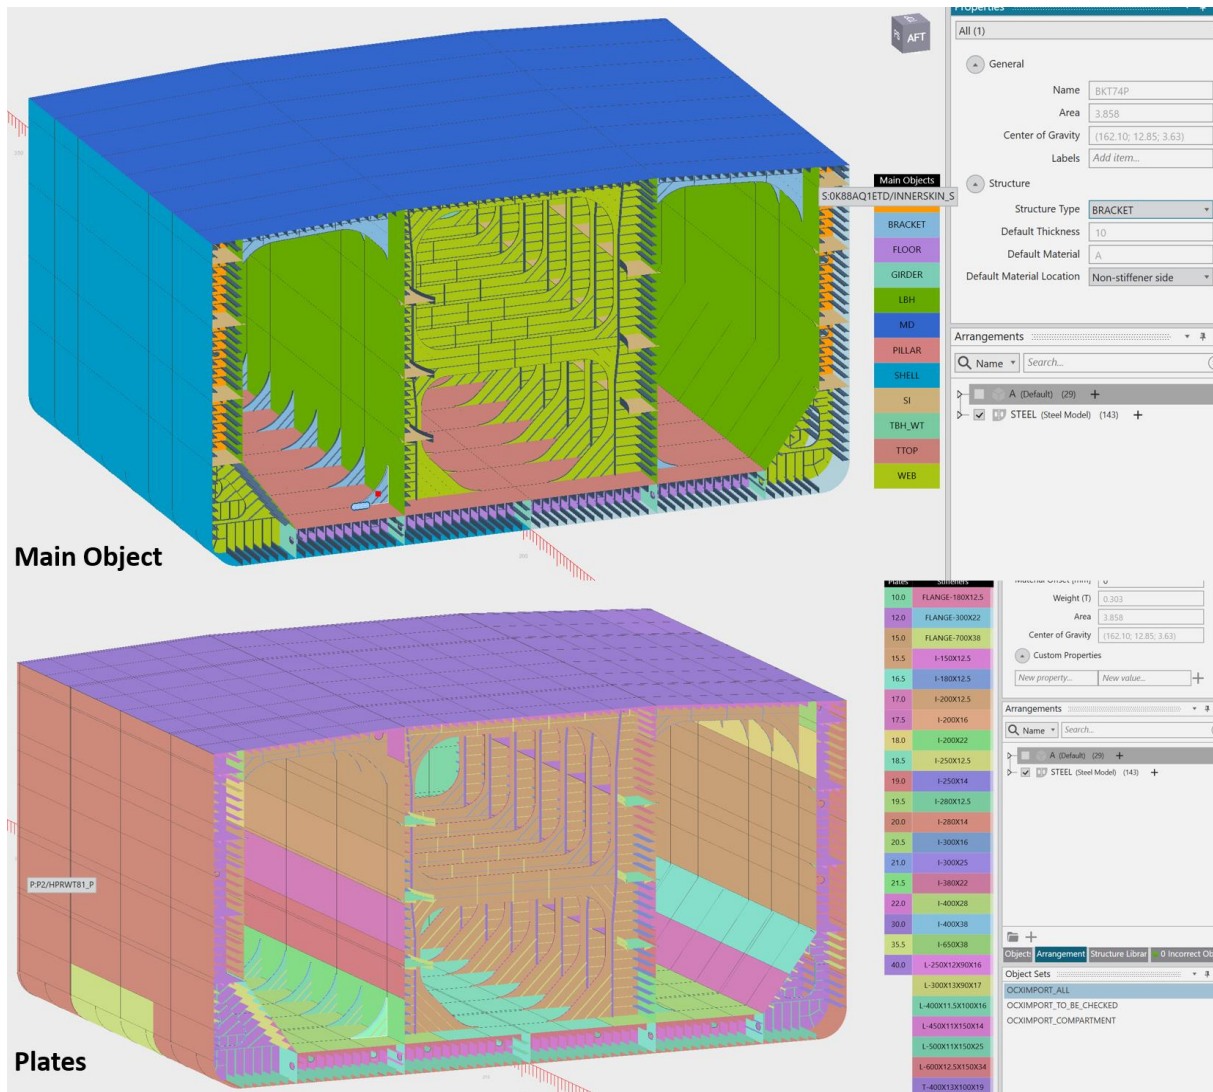 Properties
All (1)
PS
AFT
General
Name BKT74P
Area 3.858
Center of Gravity (162.10; 12.85; 3.63)
Labels Add item...
Structure
Structure Type BRACKET
Default Thickness 10
Default Material A
Default Material Location Non-stiffener side
Main Objects
S:0K88AQ1ETD/INNERSKIN_S
BRACKET
FLOOR
GIRDER
LBH
MD
PILLAR
SHELL
SI
TBH_WT
TTOP
WEB
Arrangements
Name Search...
A (Default) (29) +
STEEL (Steel Model) (143) +
Main Object
Plates Stiffeners
10.0 FLANGE-180X12.5
12.0 FLANGE-300X22
15.0 FLANGE-700X38
15.5 I-150X12.5
16.5 I-180X12.5
17.0 I-200X12.5
17.5 I-200X16
18.0 I-200X22
18.5 I-250X12.5
19.0 I-250X14
19.5 I-280X12.5
20.0 I-280X14
20.5 I-300X16
21.0 I-300X25
21.5 I-380X22
22.0 I-400X28
30.0 I-400X38
35.5 I-650X38
40.0 L-250X12X90X16
L-300X13X90X17
L-400X11.5X100X16
L-450X11X150X14
L-500X11X150X25
L-600X12.5X150X34
T-400X13X100X19
Material Offset [mm] 0
Weight (T) 0.303
Area 3.858
Center of Gravity (162.10; 12.85; 3.63)
Custom Properties
New property... New value... +
Arrangements
Name Search...
A (Default) (29) +
STEEL (Steel Model) (143) +
P:P2/HPRWT81_P
Objects Arrangement Structure Librar 0 Incorrect Ob
Object Sets
OCXIMPORT_ALL
OCXIMPORT_TO_BE_CHECKED
OCXIMPORT_COMPARTMENT
Plates